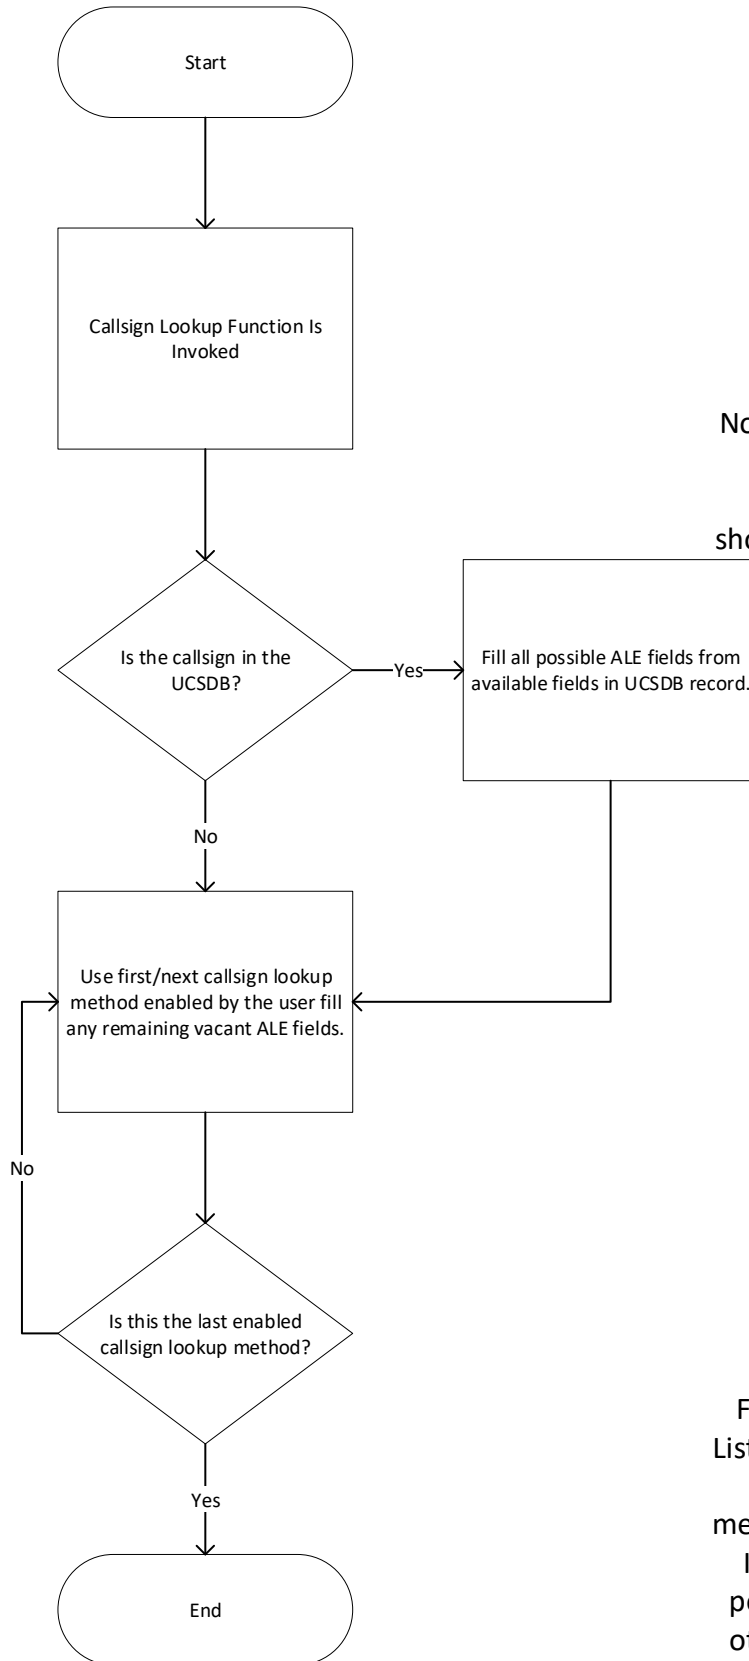 Start
Callsign Lookup Function Is
Invoked
Is the callsign in the
UCSDB?
Yes
Fill all possible ALE fields from
available fields in UCSDB record.
No
Use first/next callsign lookup
method enabled by the user fill
any remaining vacant ALE fields.
No
Is this the last enabled
callsign lookup method?
Yes
End
List